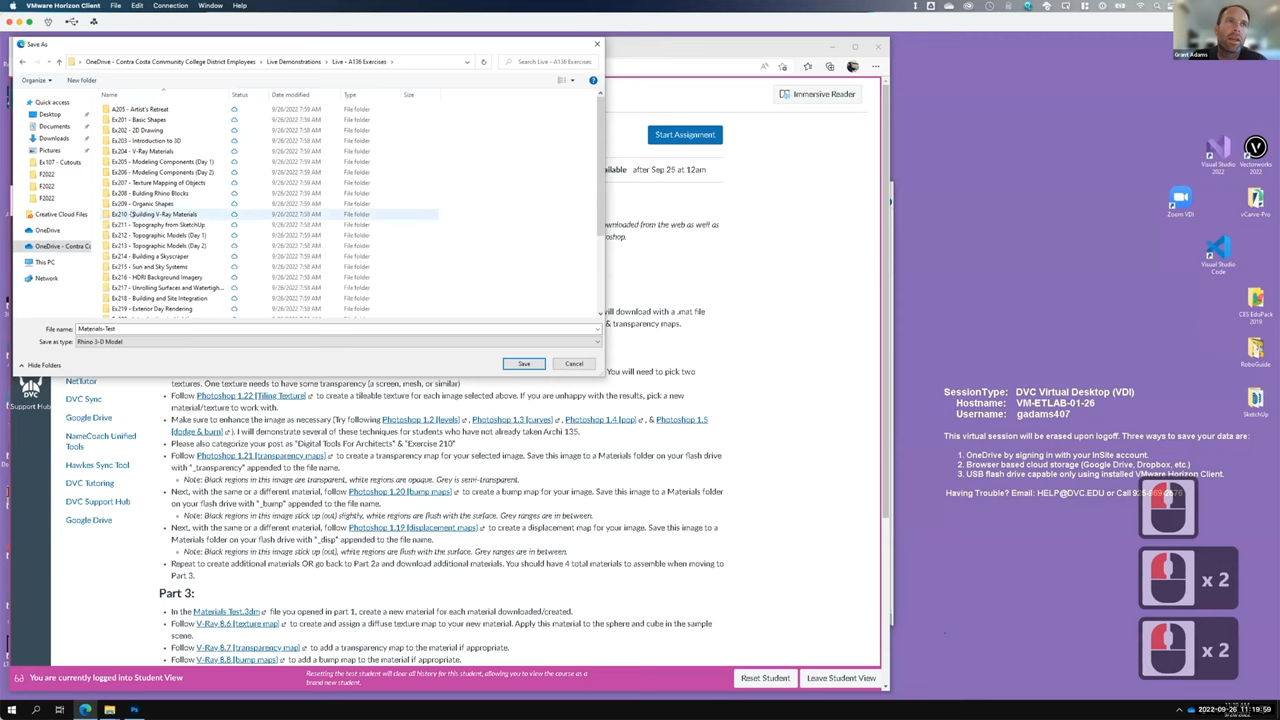 VMware Horizon Client File Edit Connection Window Help
Grant Adams
Save As
OneDrive - Contra Costa Community College District Employees > Live Demonstrations > Live - A136 Exercises >
Search Live - A136 Exercises
Organize New folder
Name Status Date modified Type Size
Quick access
Desktop
Documents
Downloads
Pictures
Ex107 - Cutouts
F2022
F2022
F2022
Creative Cloud Files
OneDrive
OneDrive - Contra Co
This PC
Network
A205 - Artist's Retreat 9/26/2022 7:59 AM File folder
Ex201 - Basic Shapes 9/26/2022 7:59 AM File folder
Ex202 - 2D Drawing 9/26/2022 7:59 AM File folder
Ex203 - Introduction to 3D 9/26/2022 7:59 AM File folder
Ex204 - V-Ray Materials 9/26/2022 7:59 AM File folder
Ex205 - Modeling Components (Day 1) 9/26/2022 7:59 AM File folder
Ex206 - Modeling Components (Day 2) 9/26/2022 7:59 AM File folder
Ex207 - Texture Mapping of Objects 9/26/2022 7:59 AM File folder
Ex208 - Building Rhino Blocks 9/26/2022 7:59 AM File folder
Ex209 - Organic Shapes 9/26/2022 7:59 AM File folder
Ex210 - Building V-Ray Materials 9/26/2022 7:58 AM File folder
Ex211 - Topography from SketchUp 9/26/2022 7:58 AM File folder
Ex212 - Topographic Models (Day 1) 9/26/2022 7:58 AM File folder
Ex213 - Topographic Models (Day 2) 9/26/2022 7:58 AM File folder
Ex214 - Building a Skyscraper 9/26/2022 7:58 AM File folder
Ex215 - Sun and Sky Systems 9/26/2022 7:58 AM File folder
Ex216 - HDRI Background Imagery 9/26/2022 7:58 AM File folder
Ex217 - Unrolling Surfaces and Watertigh... 9/26/2022 7:58 AM File folder
Ex218 - Building and Site Integration 9/26/2022 7:58 AM File folder
Ex219 - Exterior Day Rendering 9/26/2022 7:58 AM File folder
File name: Materials-Test
Save as type: Rhino 3-D Model
Hide Folders Save Cancel
Immersive Reader
Start Assignment
ailable after Sep 25 at 12am
ownloaded from the web as well as
oshop.
will download with a .mat file
& transparency maps.
. You will need to pick two
textures. One texture needs to have some transparency (a screen, mesh, or similar)
Follow Photoshop 1.22 [Tiling Texture] to create a tileable texture for each image selected above. If you are unhappy with the results, pick a new
material/texture to work with.
Make sure to enhance the image as necessary (Try following Photoshop 1.2 [levels], Photoshop 1.3 [curves], Photoshop 1.4 [pop], & Photoshop 1.5
[dodge & burn]). I will demonstrate several of these techniques for students who have not already taken Archi 135.
Please also categorize your post as "Digital Tools For Architects" & "Exercise 210"
Follow Photoshop 1.21 [transparency maps] to create a transparency map for your selected image. Save this image to a Materials folder on your flash drive
with "_transparency" appended to the file name.
Note: Black regions in this image are transparent, white regions are opaque. Grey is semi-transparent.
Next, with the same or a different material, follow Photoshop 1.20 [bump maps] to create a bump map for your image. Save this image to a Materials folder
on your flash drive with "_bump" appended to the file name.
Note: Black regions in this image stick up (out) slightly, white regions are flush with the surface. Grey ranges are in between.
Next, with the same or a different material, follow Photoshop 1.19 [displacement maps] to create a displacement map for your image. Save this image to a
Materials folder on your flash drive with "_disp" appended to the file name.
Note: Black regions in this image stick up (out), white regions are flush with the surface. Grey ranges are in between.
Repeat to create additional materials OR go back to Part 2a and download additional materials. You should have 4 total materials to assemble when moving to
Part 3.
Part 3:
In the Materials Test.3dm file you opened in part 1, create a new material for each material downloaded/created.
Follow V-Ray 8.6 [texture map] to create and assign a diffuse texture map to your new material. Apply this material to the sphere and cube in the sample
scene.
Follow V-Ray 8.7 [transparency map] to add a transparency map to the material if appropriate.
Follow V-Ray 8.8 [bump maps] to add a bump map to the material if appropriate.
Support Hub
NetTutor
DVC Sync
Google Drive
NameCoach Unified
Tools
Hawkes Sync Tool
DVC Tutoring
DVC Support Hub
Google Drive
You are currently logged into Student View
Resetting the test student will clear all history for this student, allowing you to view the course as a
brand new student.
Reset Student Leave Student View
Visual Studio
2022
Vectorworks
2022
Zoom VDI
vCarve-Pro
Visual Studio
Code
CES EduPack
2019
RoboGuide
SketchUp
SessionType: DVC Virtual Desktop (VDI)
Hostname: VM-ETLAB-01-26
Username: gadams407
This virtual session will be erased upon logoff. Three ways to save your data are:
1. OneDrive by signing in with your InSite account.
2. Browser based cloud storage (Google Drive, Dropbox, etc.)
3. USB flash drive capable only using installed VMware Horizon Client.
Having Trouble? Email: HELP@DVC.EDU or Call
x 2
x 2
2022-09-26 11:19:59